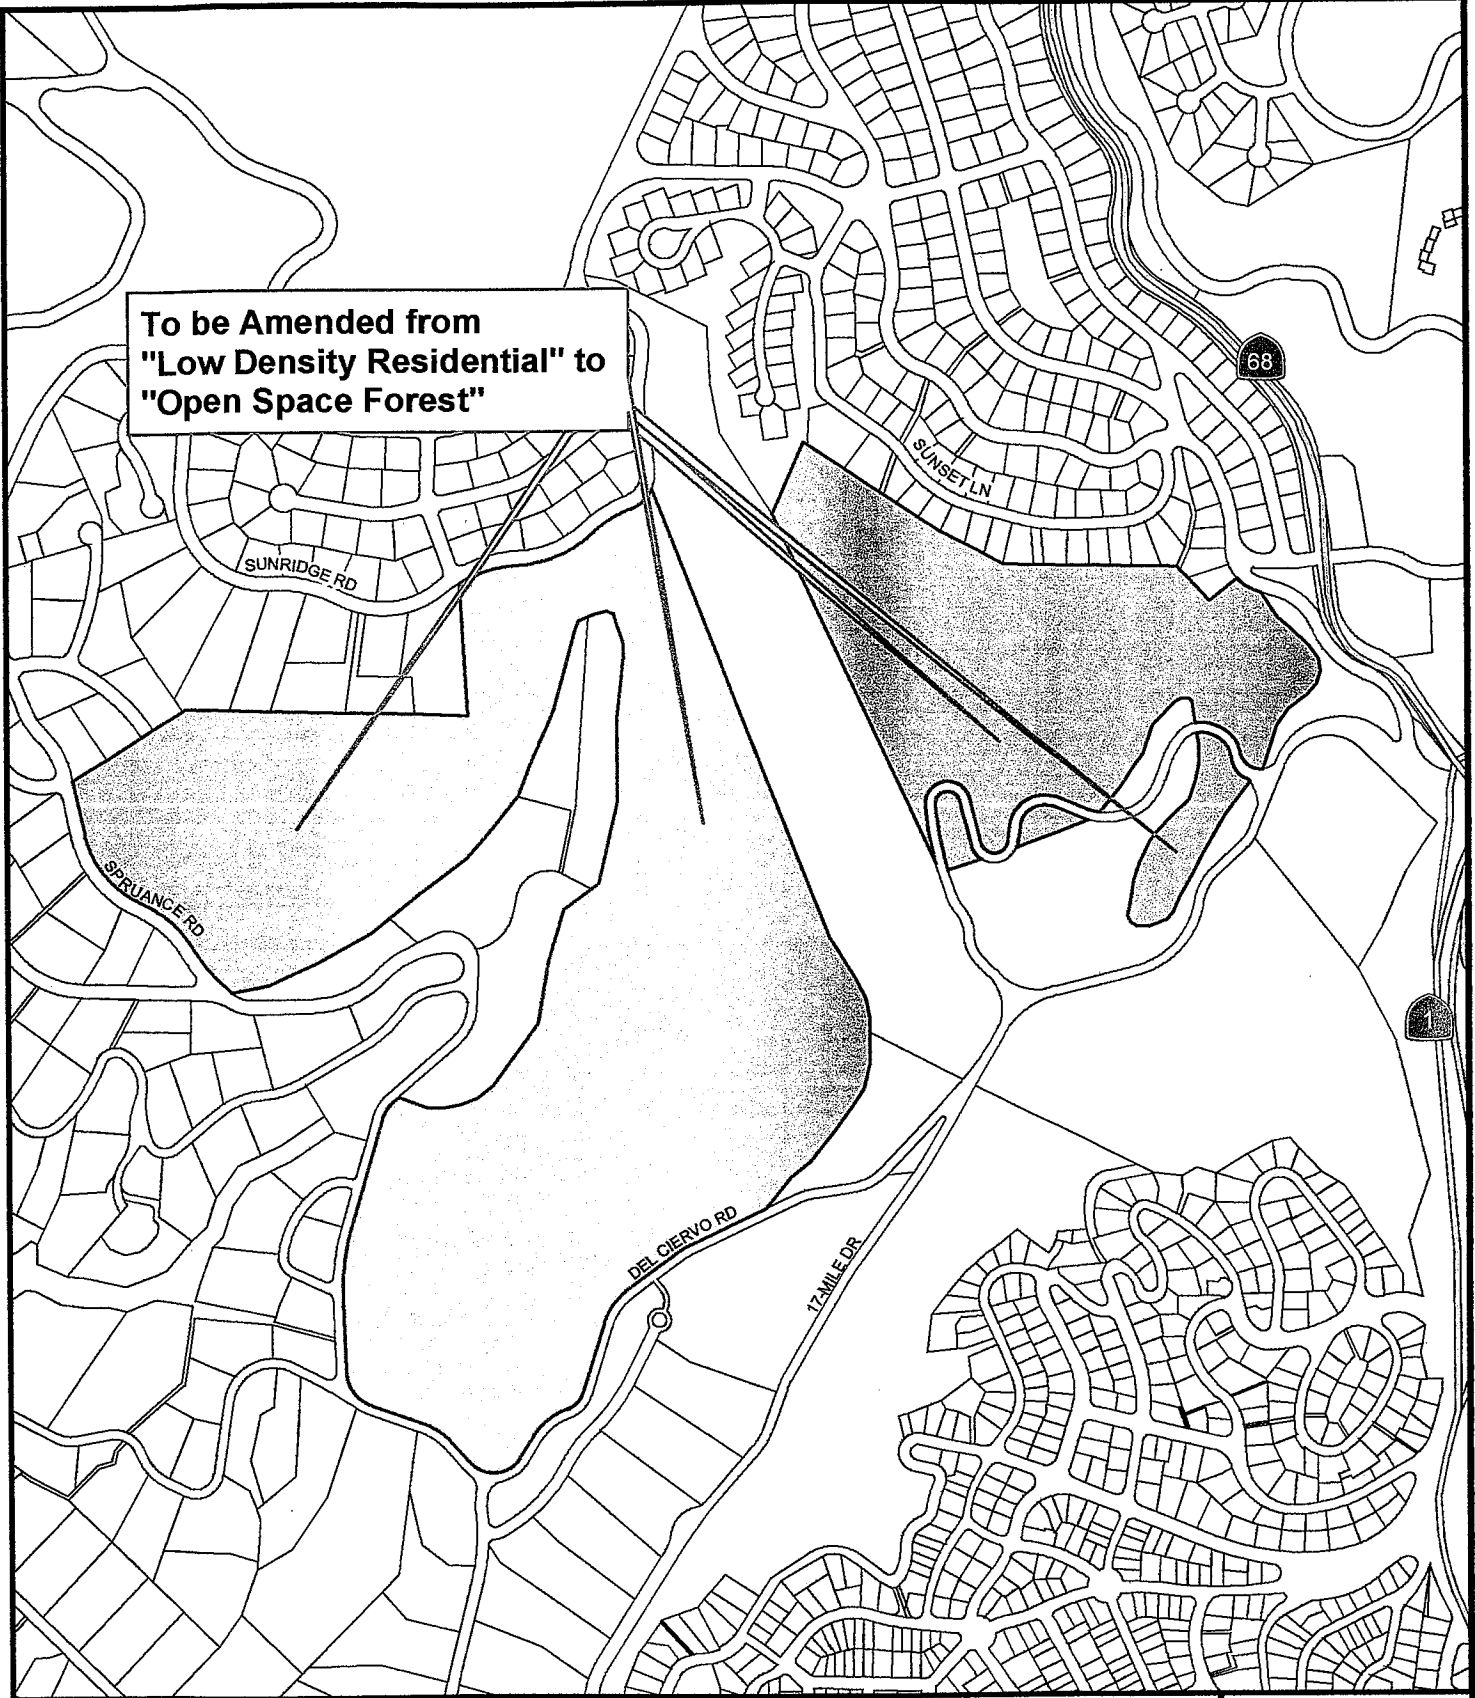 To be Amended from
"Low Density Residential" to
"Open Space Forest"
68
SUNSET LN
SUNRIDGE RD
SPRUANCE RD
1
DEL CIERVO RD
17-MILE DR